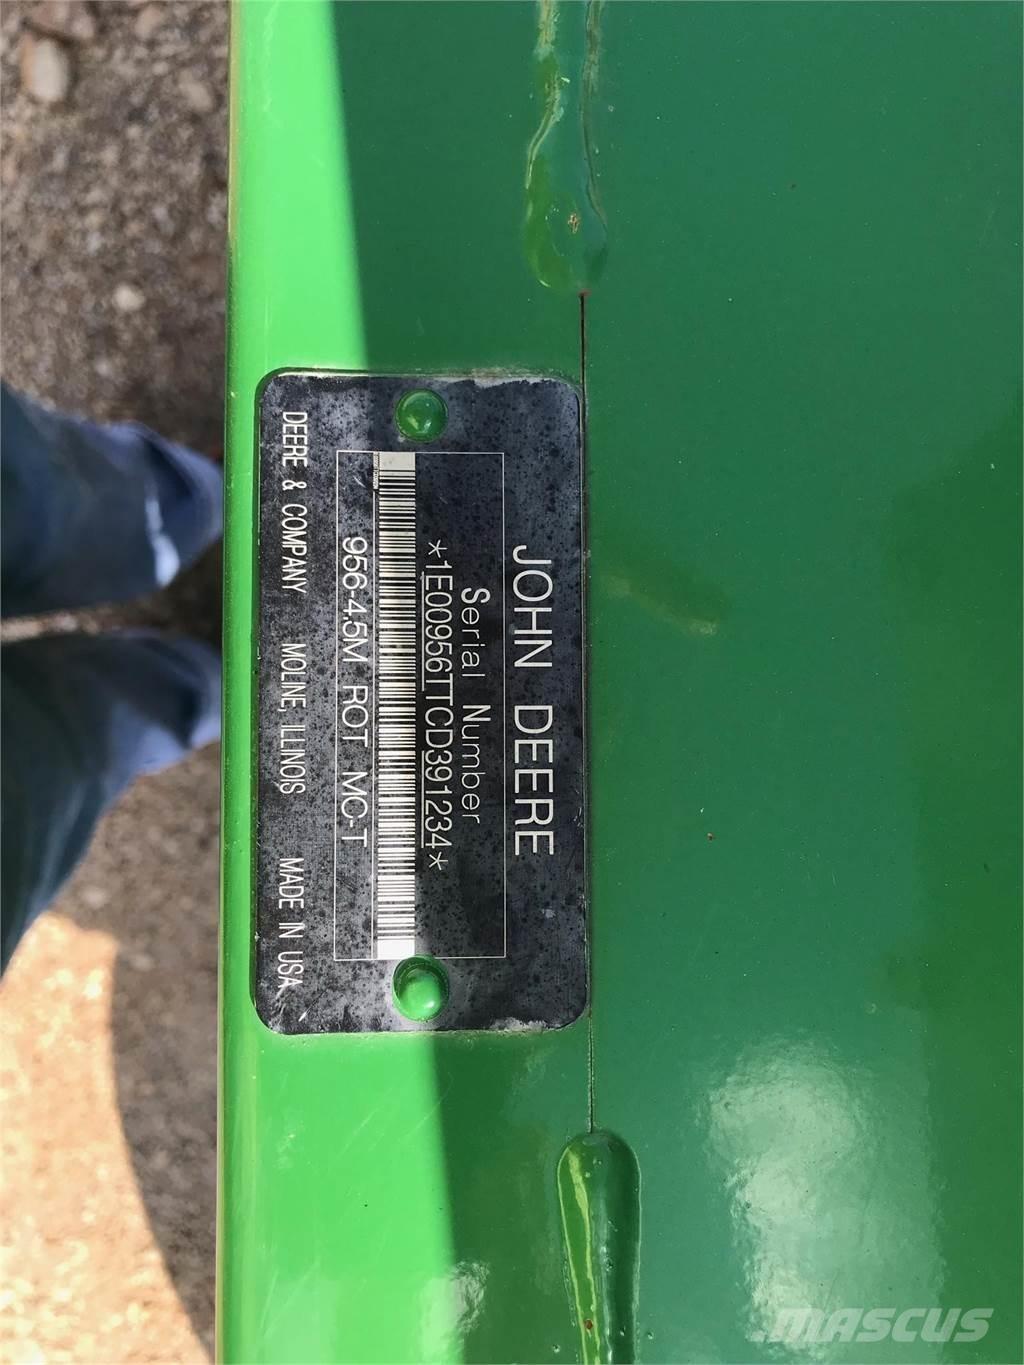 JOHN DEERE
Serial Number
*1E00956TTCD391234*
956-4.5M ROT MC-T
DEERE & COMPANY MOLINE, ILLINOIS MADE IN USA
MASCUS